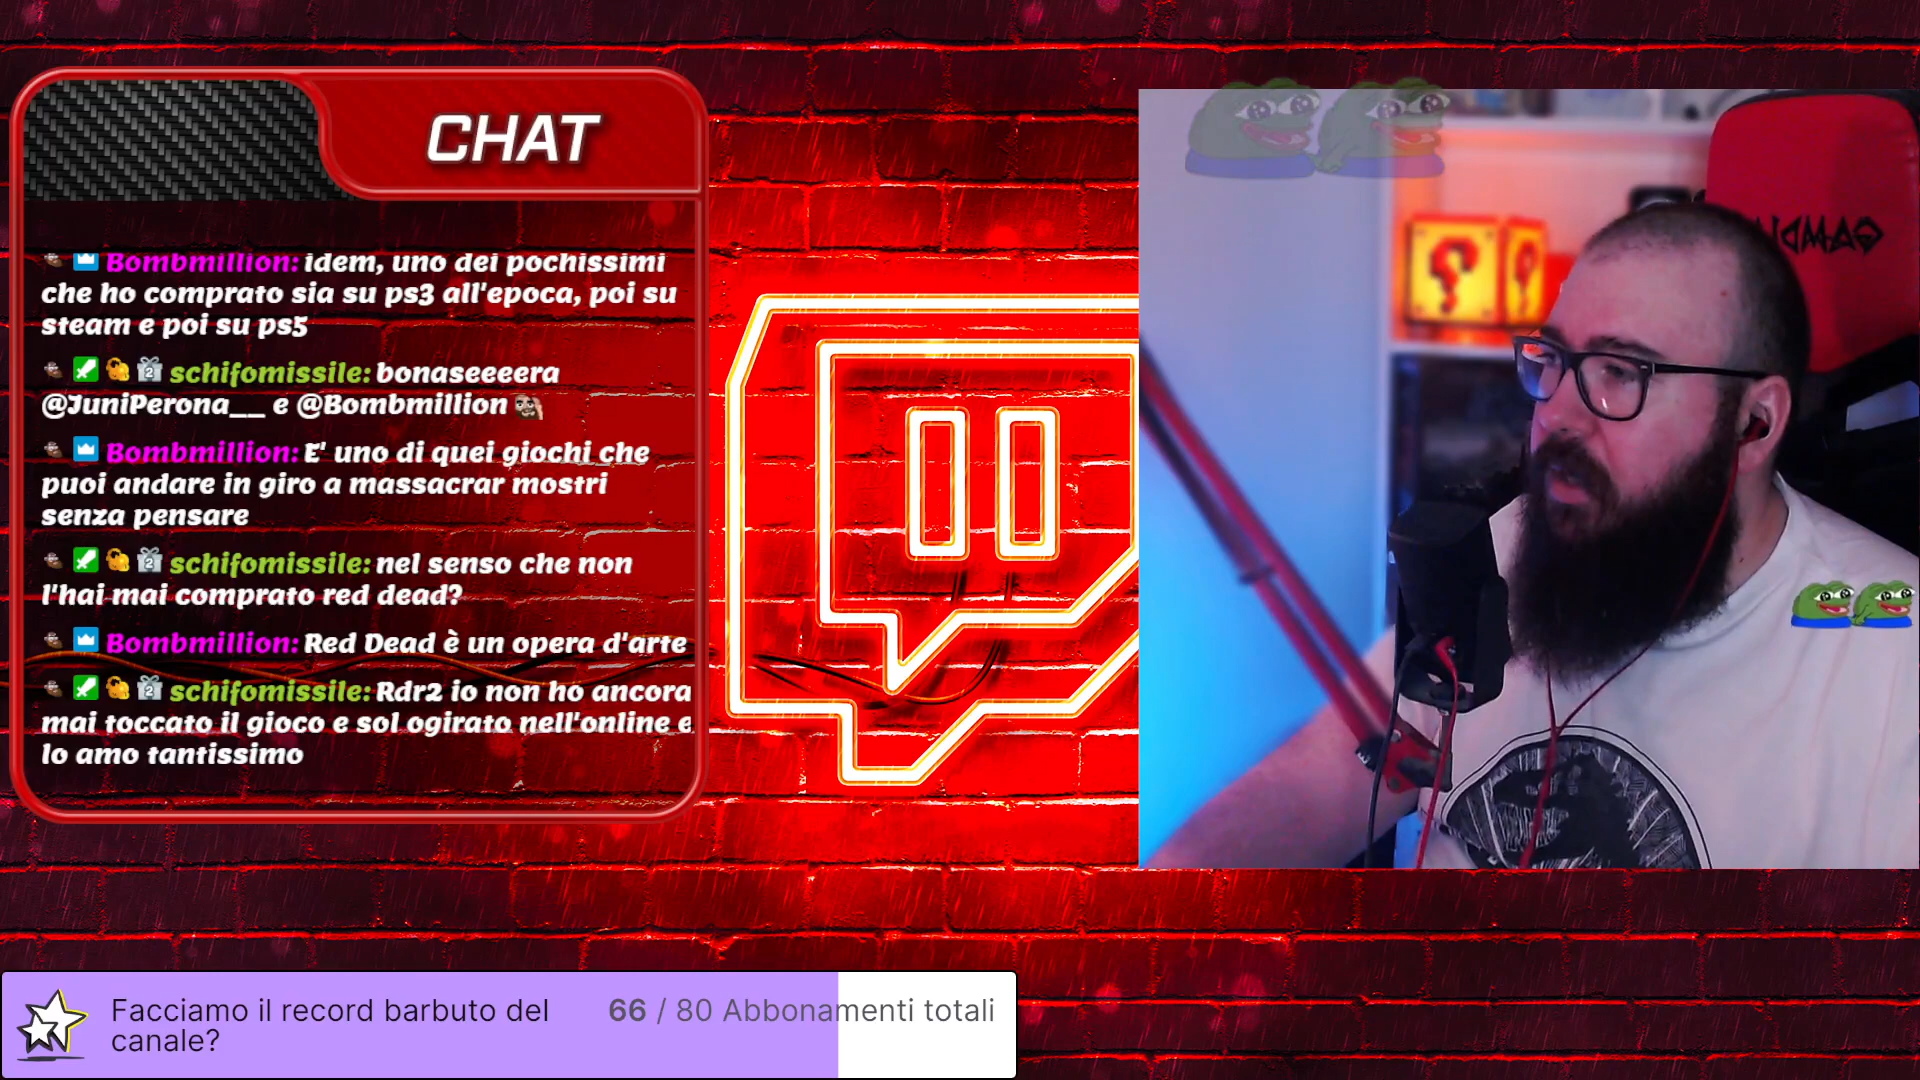 CHAT
Bombmillion: idem, uno dei pochissimi
che ho comprato sia su ps3 all'epoca, poi su
steam e poi su ps5
2 schifomissile: bonaseeeera
@JuniPerona__ e @Bombmillion
Bombmillion: E' uno di quei giochi che
puoi andare in giro a massacrar mostri
senza pensare
2 schifomissile: nel senso che non
l'hai mai comprato red dead?
Bombmillion: Red Dead è un opera d'arte
2 schifomissile: Rdr2 io non ho ancora
mai toccato il gioco e sol ogirato nell'online e
lo amo tantissimo
? ?
Facciamo il record barbuto del
canale?
66 / 80 Abbonamenti totali